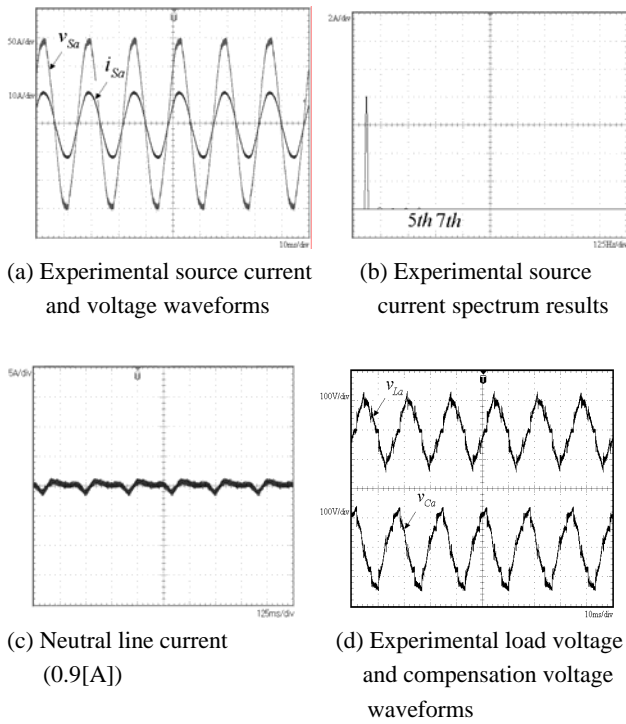 50A/div
v_Sa
i_Sa
10A/div
10ms/div
2A/div
5th 7th
125Hz/div
(a) Experimental source current
and voltage waveforms
(b) Experimental source
current spectrum results
5A/div
125ms/div
100V/div
v_La
100V/div
v_Ca
10ms/div
(c) Neutral line current
(0.9[A])
(d) Experimental load voltage
and compensation voltage
waveforms